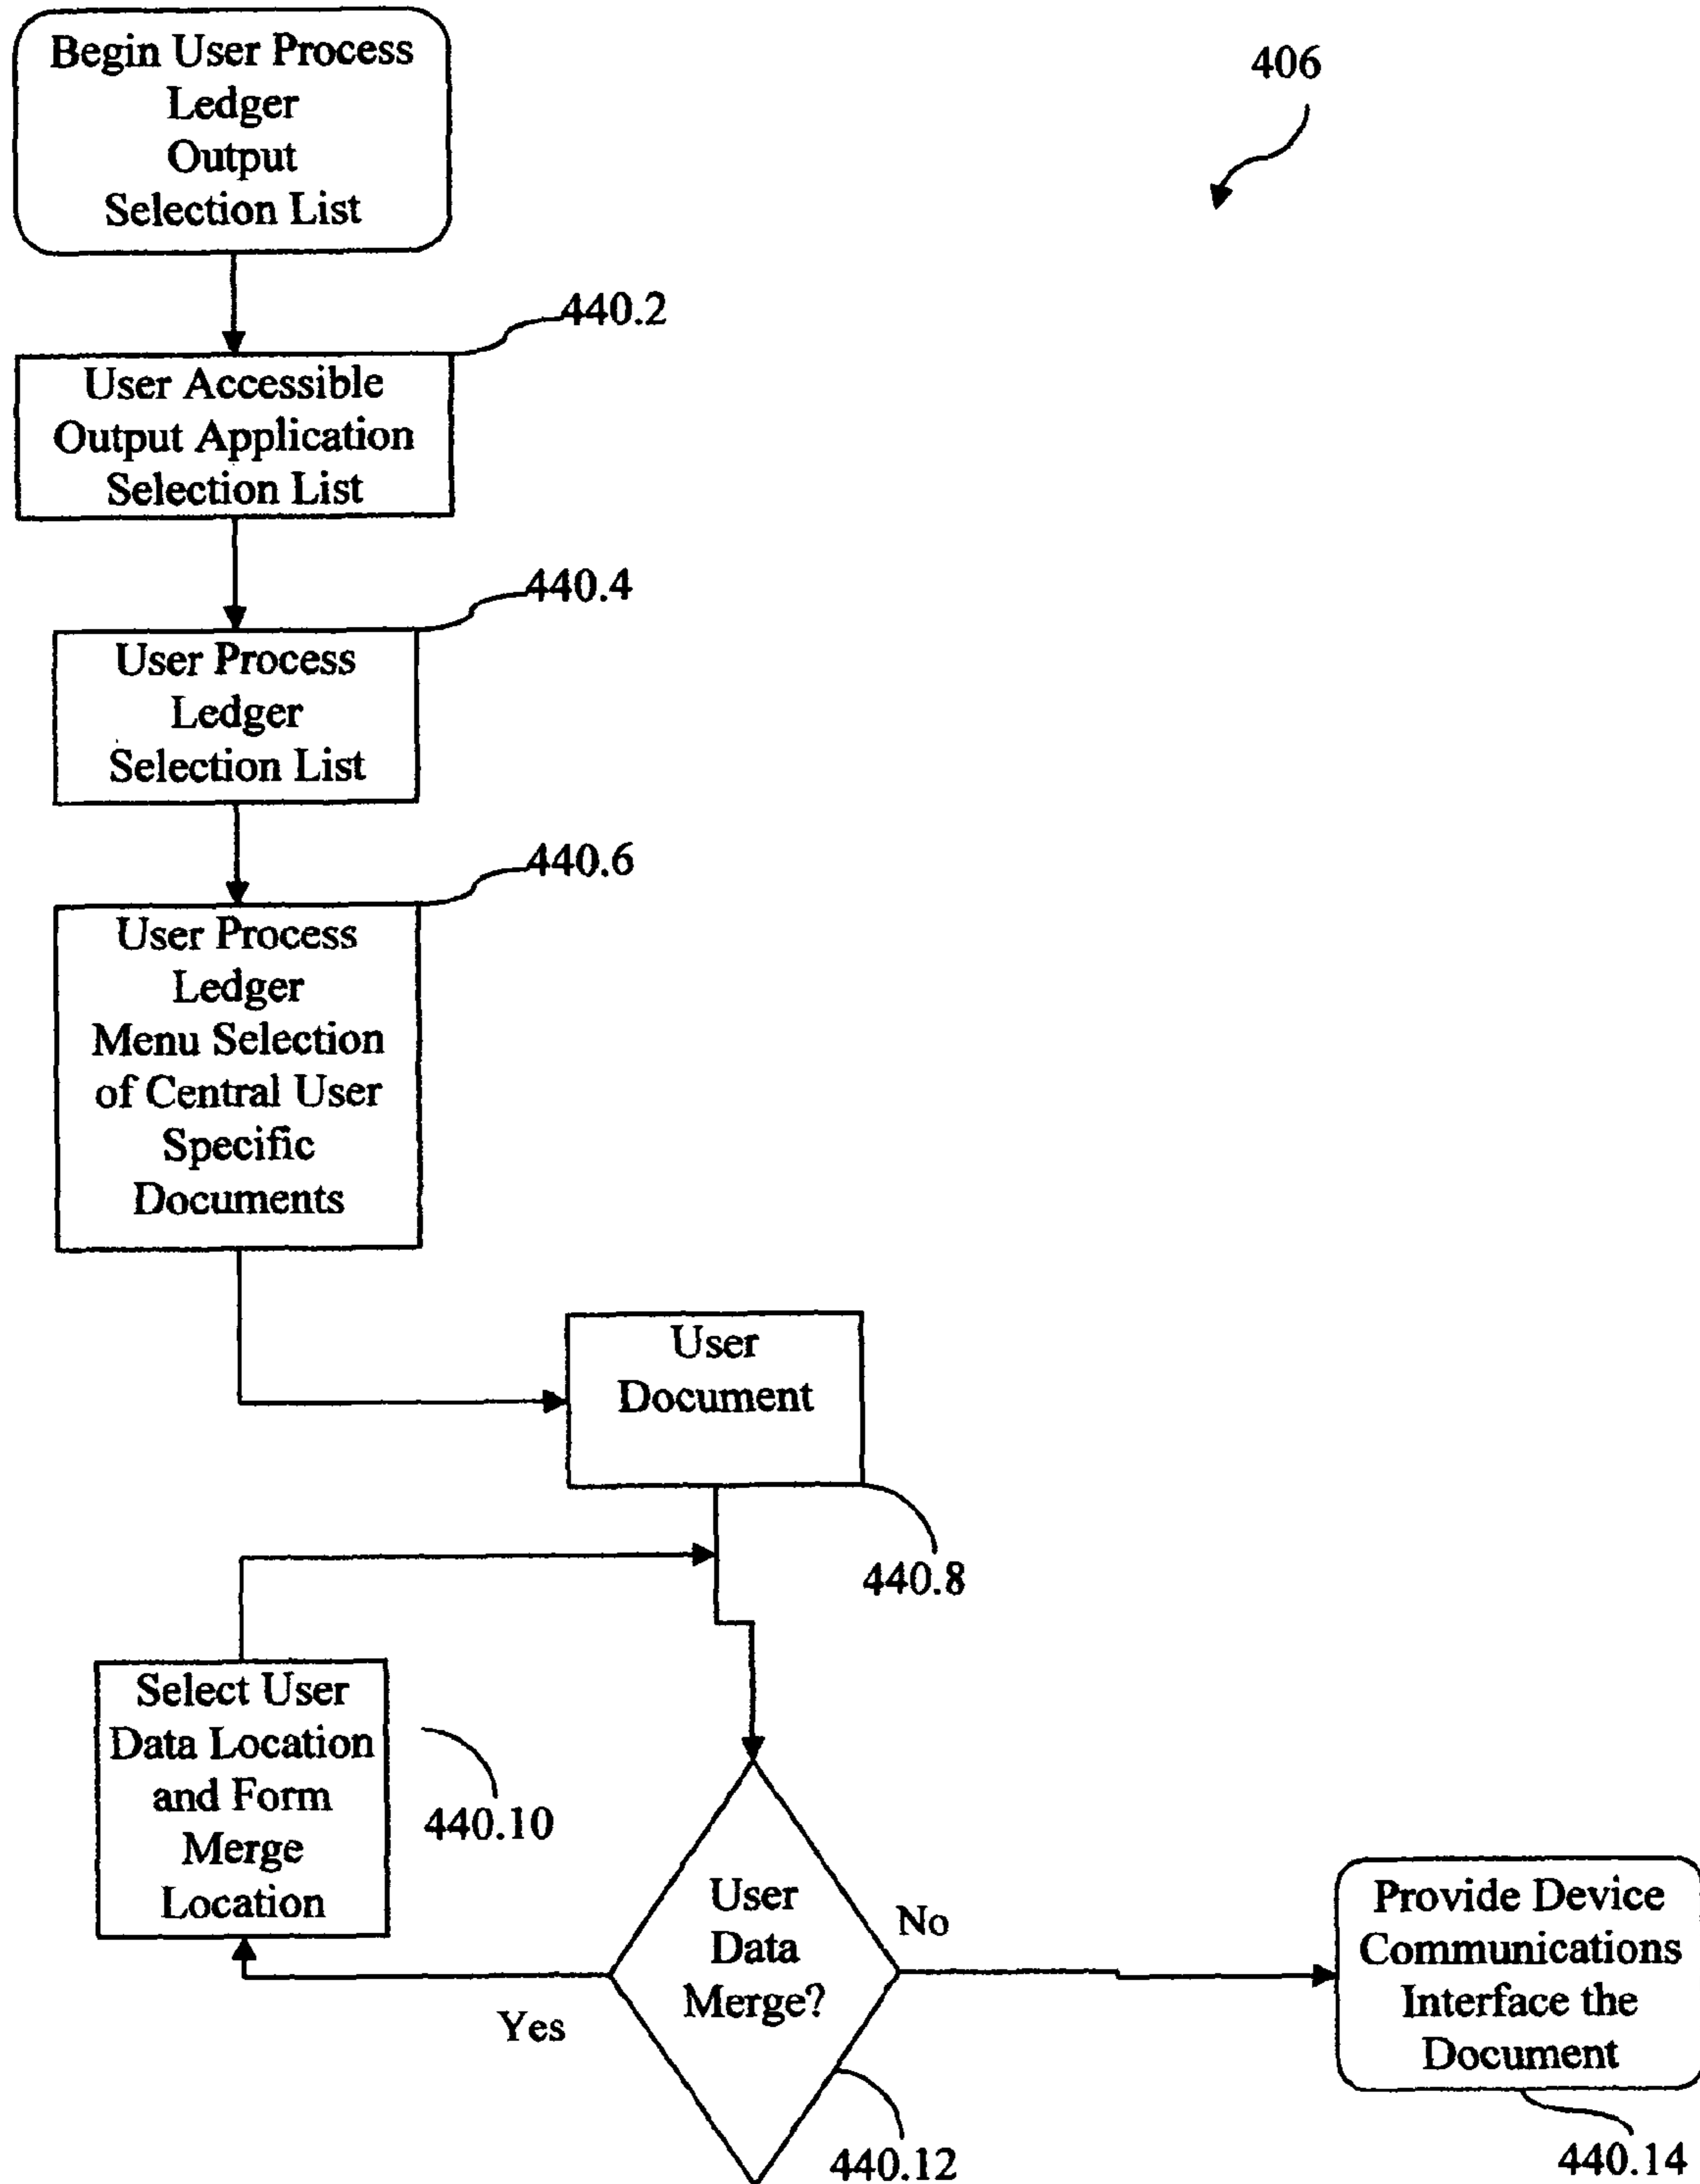 Begin User Process
Ledger
Output
Selection List
406
440.2
User Accessible
Output Application
Selection List
440.4
User Process
Ledger
Selection List
440.6
User Process
Ledger
Menu Selection
of Central User
Specific
Documents
User
Document
440.8
Select User
Data Location
and Form
Merge
Location
440.10
User
Data
Merge?
Yes
No
440.12
Provide Device
Communications
Interface the
Document
440.14